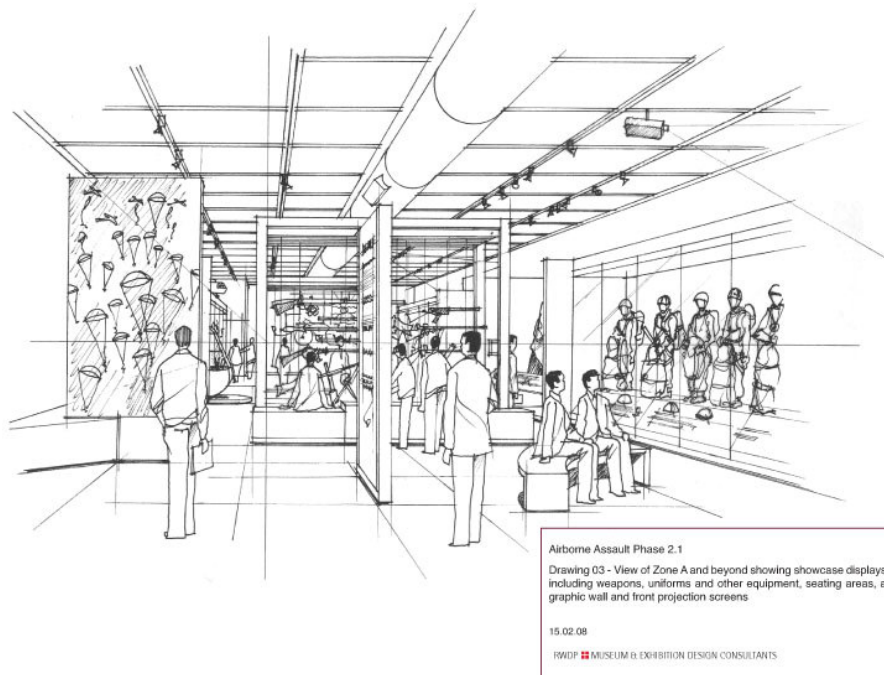 Airborne Assault Phase 2.1
Drawing 03 - View of Zone A and beyond showing showcase displays
including weapons, uniforms and other equipment, seating areas, a
graphic wall and front projection screens
15.02.08
RWDP MUSEUM & EXHIBITION DESIGN CONSULTANTS